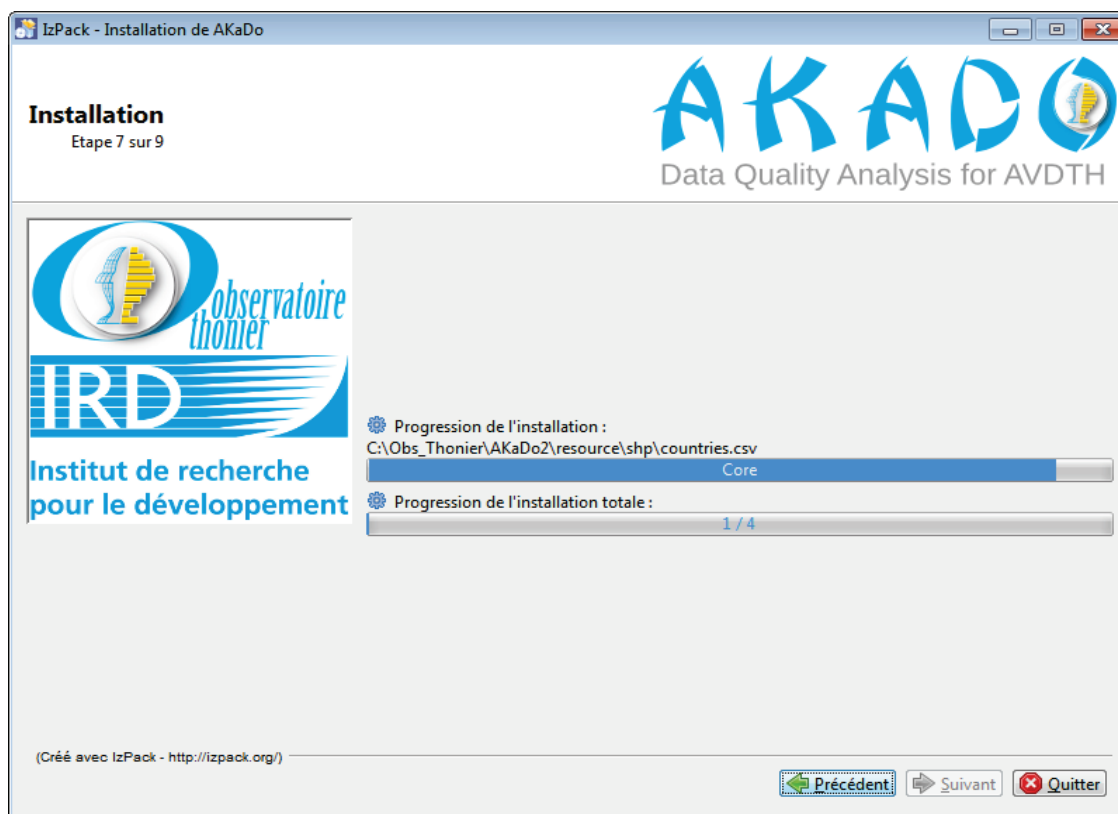 IzPack - Installation de AKaDo
Installation
Etape 7 sur 9
AKADO
Data Quality Analysis for AVDTH
observatoire
thonier
IRD
Institut de recherche
pour le développement
Progression de l'installation :
C:\Obs_Thonier\AKaDo2\resource\shp\countries.csv
Core
Progression de l'installation totale :
1 / 4
(Créé avec IzPack - http://izpack.org/)
Précédent
Suivant
Quitter